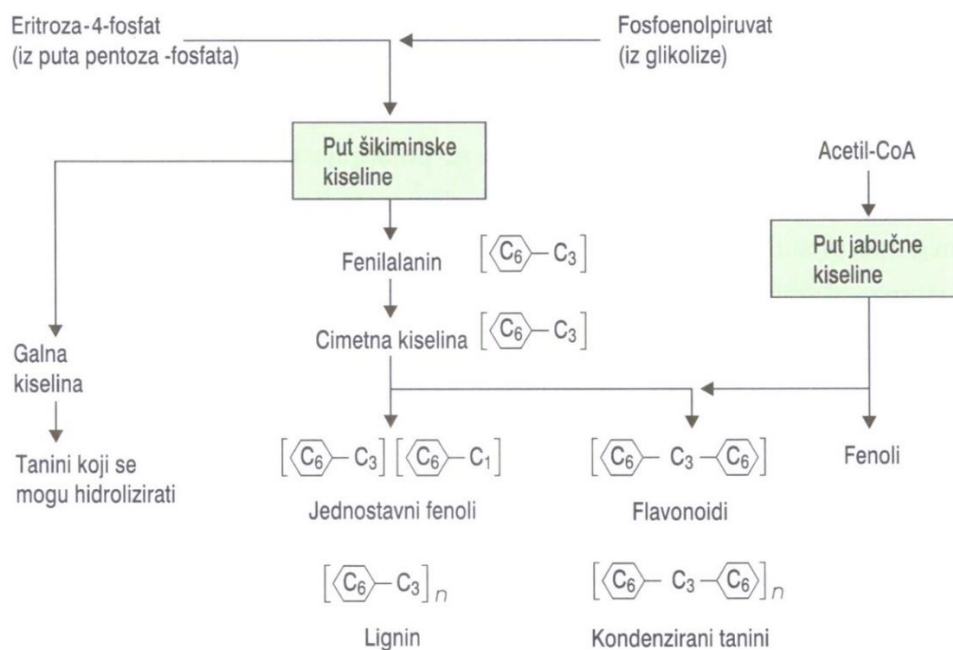 Eritroza-4-fosfat
(iz puta pentoza -fosfata)
Fosfoenolpiruvat
(iz glikolize)
Put šikiminske
kiseline
Acetil-CoA
Put jabučne
kiseline
Fenilalanin [C6 — C3]
Cimetna kiselina [C6 — C3]
Galna
kiselina
Tanini koji se
mogu hidrolizirati
[C6 — C3] [C6 — C1]
Jednostavni fenoli
[C6 — C3 — C6]
Flavonoidi
Fenoli
[C6 — C3]n
Lignin
[C6 — C3 — C6]n
Kondenzirani tanini